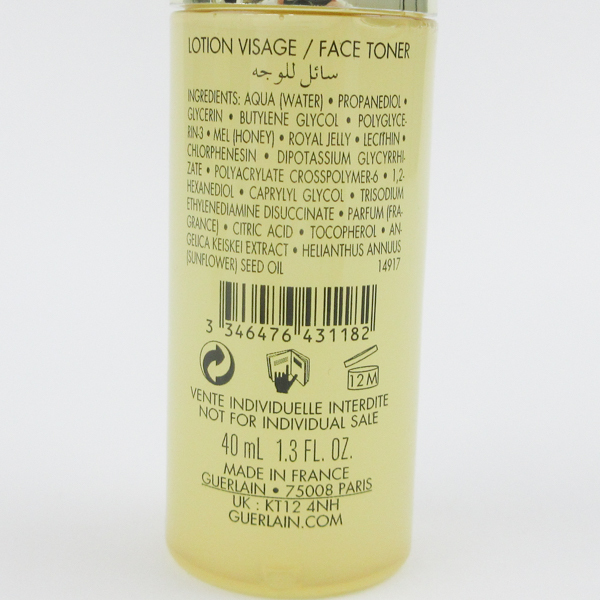 LOTION VISAGE / FACE TONER
سائل للوجه
INGREDIENTS: AQUA (WATER) • PROPANEDIOL •
GLYCERIN • BUTYLENE GLYCOL • POLYGLYCE-
RIN-3 • MEL (HONEY) • ROYAL JELLY • LECITHIN •
CHLORPHENESIN • DIPOTASSIUM GLYCYRRHI-
ZATE • POLYACRYLATE CROSSPOLYMER-6 • 1,2-
HEXANEDIOL • CAPRYLYL GLYCOL • TRISODIUM
ETHYLENEDIAMINE DISUCCINATE • PARFUM (FRA-
GRANCE) • CITRIC ACID • TOCOPHEROL • AN-
GELICA KEISKEI EXTRACT • HELIANTHUS ANNUUS
(SUNFLOWER) SEED OIL 14917
3 346476 431182
12M
VENTE INDIVIDUELLE INTERDITE
NOT FOR INDIVIDUAL SALE
40 mL 1.3 FL. OZ.
MADE IN FRANCE
GUERLAIN • 75008 PARIS
UK : KT12 4NH
GUERLAIN.COM